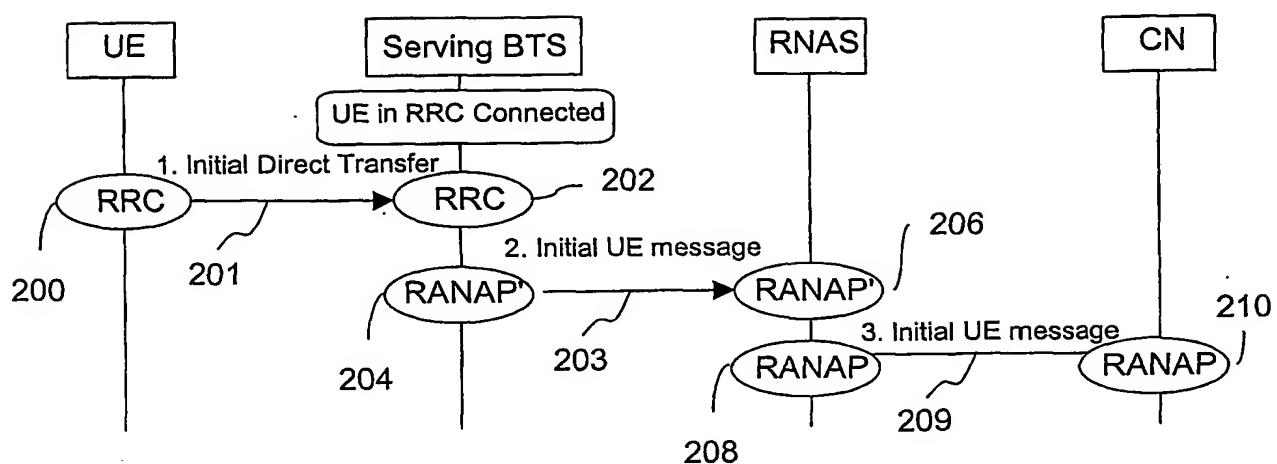 UE
Serving BTS
RNAS
CN
UE in RRC Connected
1. Initial Direct Transfer
RRC
RRC
202
200
201
2. Initial UE message
206
RANAP'
RANAP'
204
203
3. Initial UE message
210
RANAP
RANAP
208
209